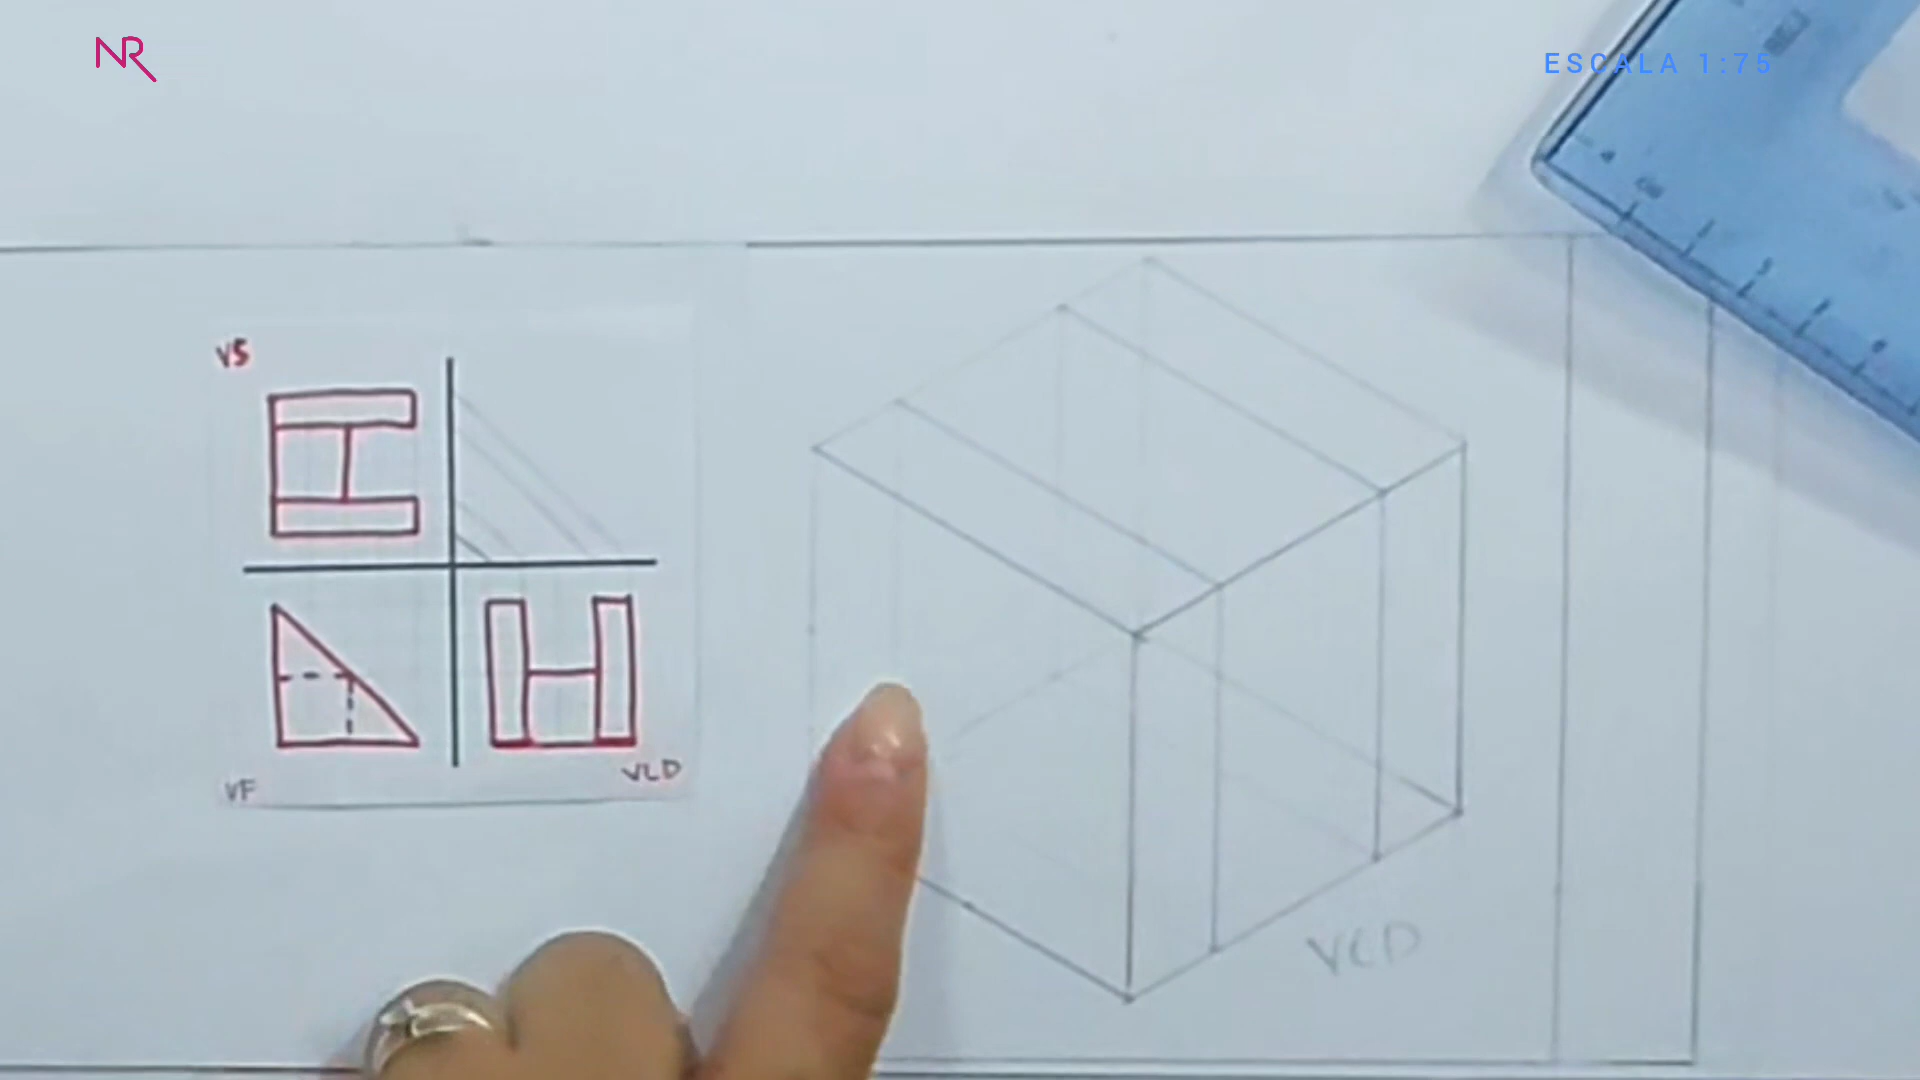 NR
ESCALA 1:75
VS
VF
VLD
VLD